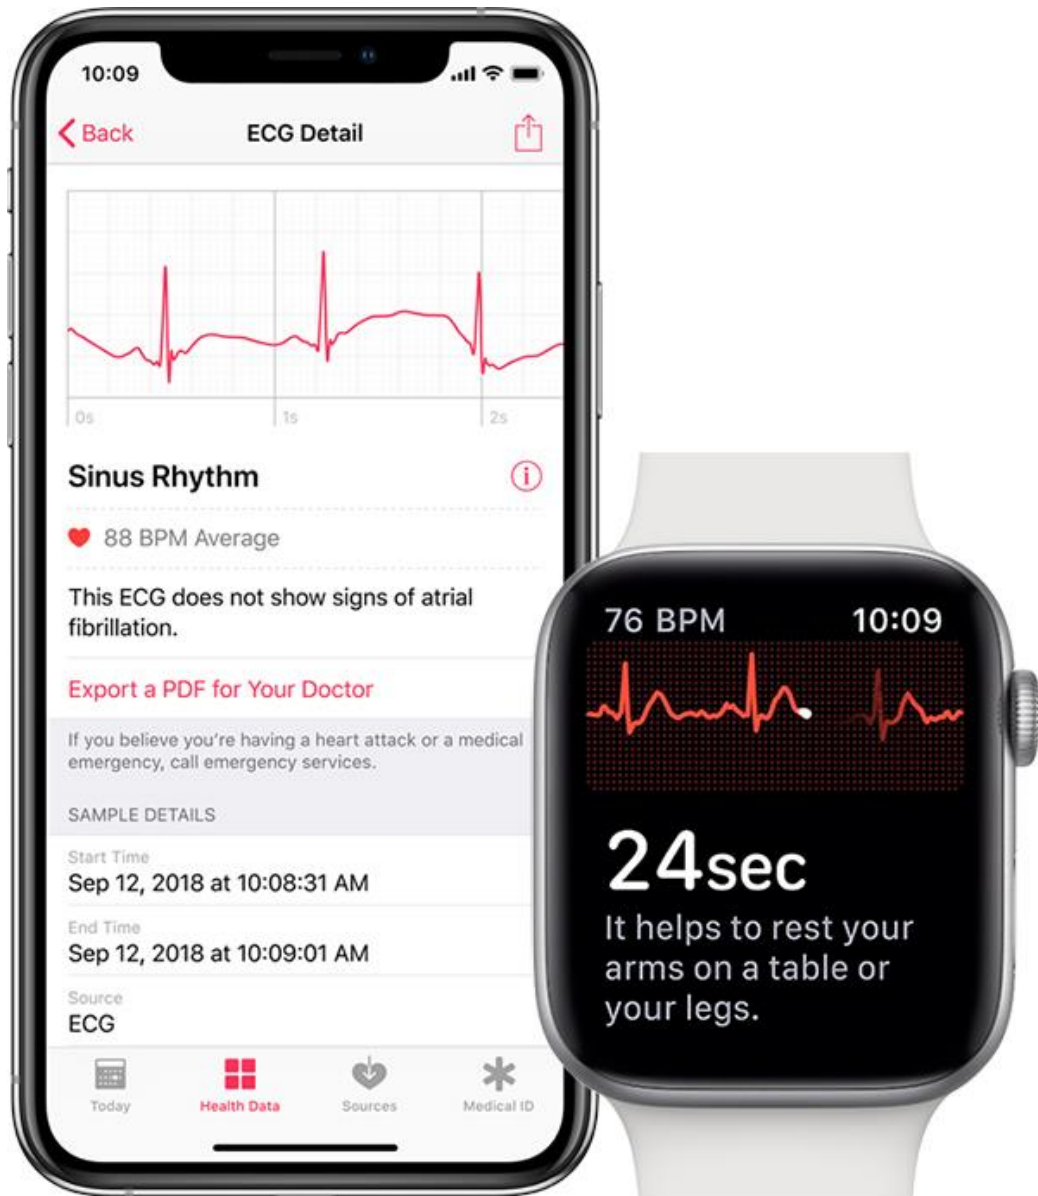 10:09
Back
ECG Detail
0s
1s
2s
Sinus Rhythm
88 BPM Average
This ECG does not show signs of atrial
fibrillation.
Export a PDF for Your Doctor
If you believe you're having a heart attack or a medical
emergency, call emergency services.
SAMPLE DETAILS
Start Time
Sep 12, 2018 at 10:08:31 AM
End Time
Sep 12, 2018 at 10:09:01 AM
Source
ECG
Today
Health Data
Sources
Medical ID
76 BPM
10:09
24sec
It helps to rest your
arms on a table or
your legs.